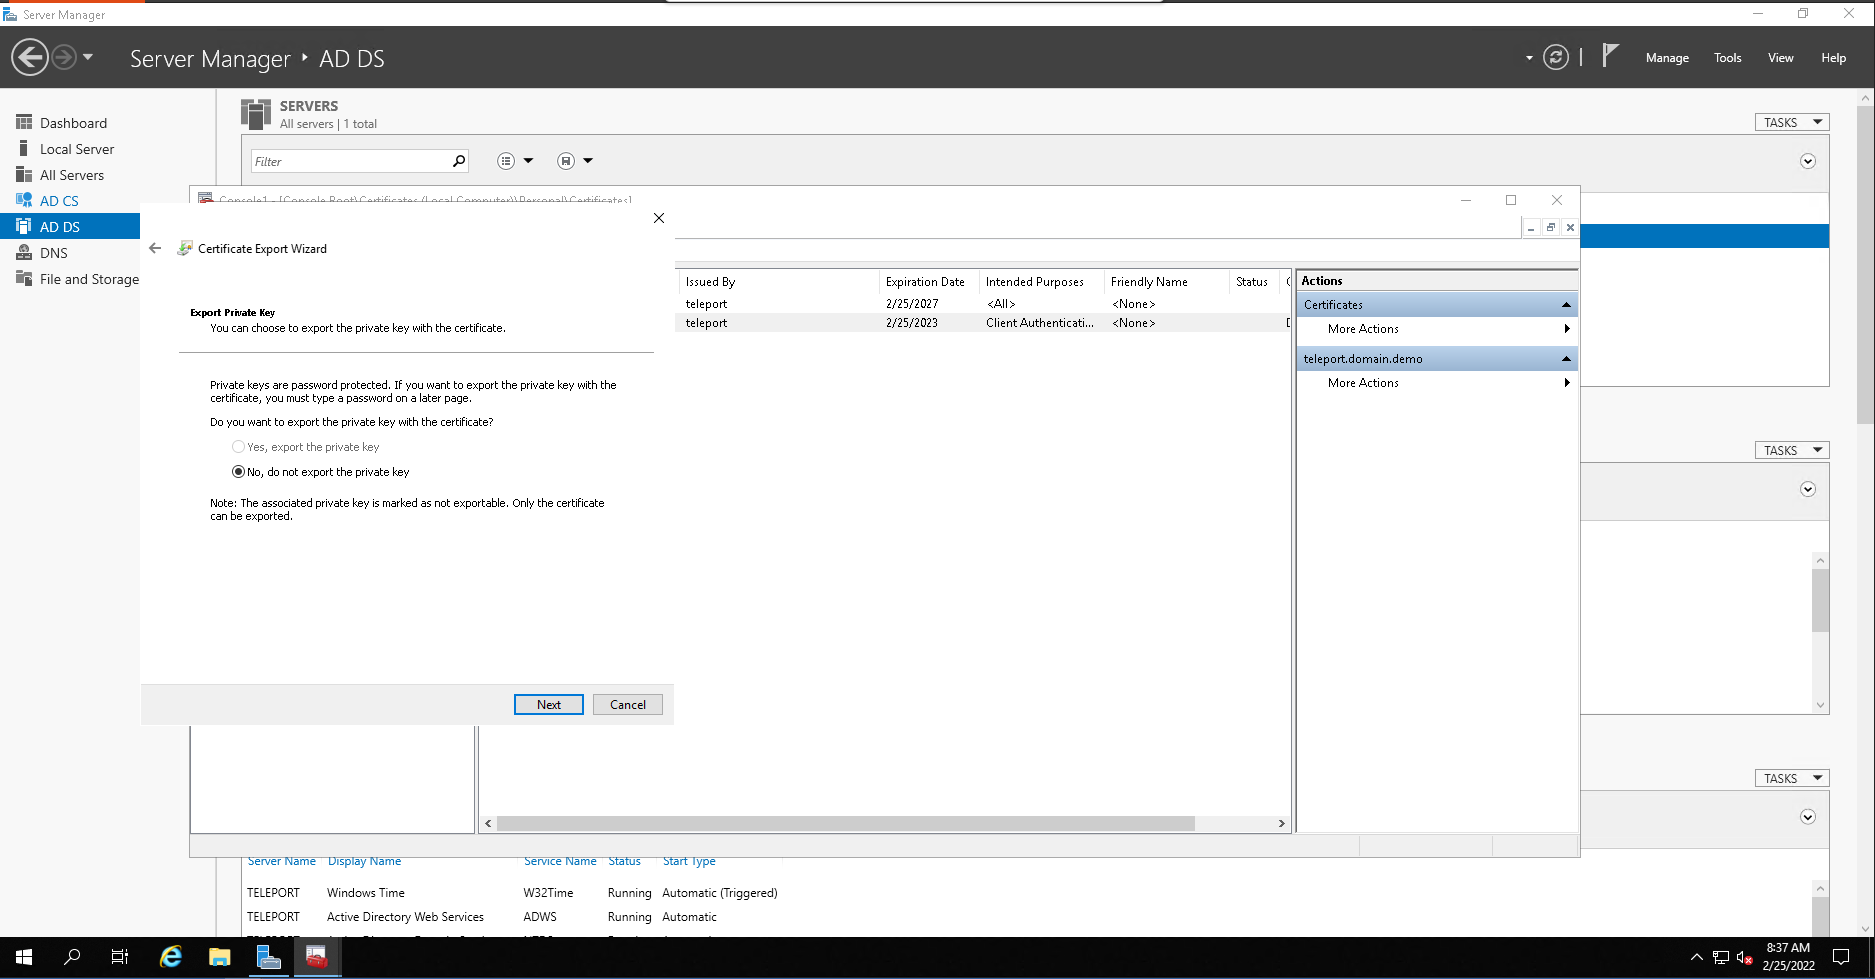 Server Manager
Server Manager ‣ AD DS
Manage
Tools
View
Help
Dashboard
Local Server
All Servers
AD CS
AD DS
DNS
File and Storage
SERVERS
All servers | 1 total
TASKS
Filter
Console1 - [Console Root\Certificates (Local Computer)\Personal\Certificates]
Certificate Export Wizard
Export Private Key
You can choose to export the private key with the certificate.
Private keys are password protected. If you want to export the private key with the
certificate, you must type a password on a later page.
Do you want to export the private key with the certificate?
Yes, export the private key
No, do not export the private key
Note: The associated private key is marked as not exportable. Only the certificate
can be exported.
Next
Cancel
Issued By
Expiration Date
Intended Purposes
Friendly Name
Status
teleport
2/25/2027
<All>
<None>
teleport
2/25/2023
Client Authenticati...
<None>
Actions
Certificates
More Actions
teleport.domain.demo
More Actions
TASKS
TASKS
Server Name
Display Name
Service Name
Status
Start Type
TELEPORT
Windows Time
W32Time
Running
Automatic (Triggered)
TELEPORT
Active Directory Web Services
ADWS
Running
Automatic
8:37 AM
2/25/2022